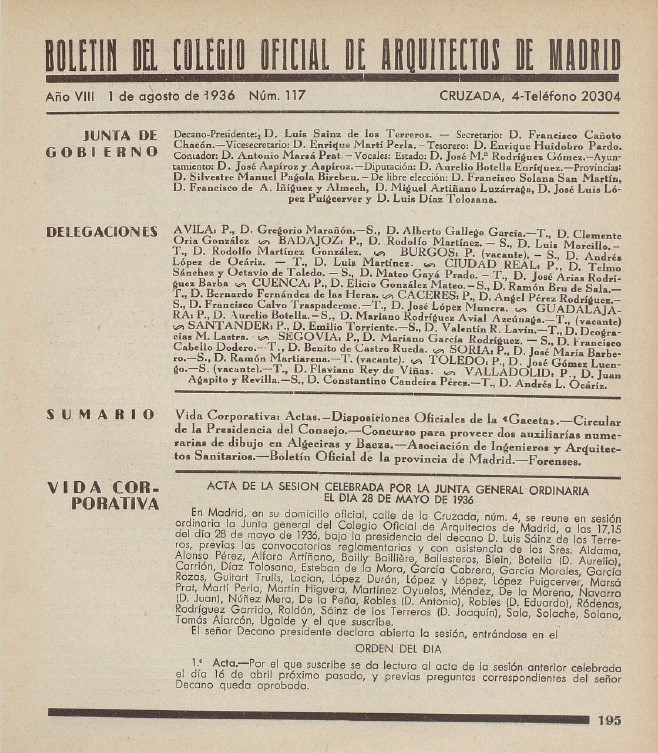 BOLETIN DEL COLEGIO OFICIAL DE ARQUITECTOS DE MADRID
Año VIII 1 de agosto de 1936 Núm. 117 CRUZADA, 4-Teléfono 20304
JUNTA DE
GOBIERNO
Decano-Presidente: D. Luis Sainz de los Terreros. — Secretario: D. Francisco Cañoto
Chacón.—Vicesecretario: D. Enrique Martí Perla.- Tesorero: D. Enrique Huidobro Pardo.
Contador: D. Antonio Marsá Prat.- Vocales: Estado: D. José M.ª Rodríguez Gómez.—Ayun-
tamiento: D. José Aspíroz y Aspíroz.-Diputación: D. Aurelio Botella Enríquez.—Provincias:
D. Silvestre Manuel Pagola Birebeu.- De libre elección: D. Francisco Solana San Martín,
D. Francisco de A. Iñiguez y Almech, D. Miguel Artiñano Luzárraga, D. José Luis Ló-
pez Puigcerver y D. Luis Díaz Tolosana.
DELEGACIONES
AVILA: P., D. Gregorio Marañón.—S., D. Alberto Gallego García.—T., D. Clemente
Oria González ∽ BADAJOZ: P., D. Rodolfo Martínez. — S., D. Luis Morcillo.—
T., D. Rodolfo Martínez González. ∽ BURGOS: P. (vacante). — S., D. Andrés
López de Ocáriz. — T., D. Luis Martínez. ∽ CIUDAD REAL: P., D. Telmo
Sánchez y Octavio de Toledo. — S., D. Mateo Gayá Prado. — T., D. José Arias Rodrí-
guez Barba ∽ CUENCA: P., D. Elicio González Mateo.—S., D. Ramón Bru de Sala.—
T., D. Bernardo Fernández de las Heras. ∽ CACERES: P., D. Angel Pérez Rodríguez.—
S., D. Francisco Calvo Traspaderne.—T., D. José López Munera. ∽ GUADALAJA-
RA: P., D. Aurelio Botella.—S., D. Mariano Rodríguez Avial Azcúnaga.—T., (vacante)
∽ SANTANDER: P., D. Emilio Torriente.—S., D. Valentín R. Lavín.—T., D. Deogra-
cias M. Lastra. ∽ SEGOVIA: P., D. Mariano García Rodríguez. — S., D. Francisco
Cabello Dodero.—T., D. Benito de Castro Rueda. ∽ SORIA: P., D. José María Barbe-
ro.—S., D. Ramón Martiarena.—T. (vacante). ∽ TOLEDO: P., D. José Gómez Luen-
go.—S. (vacante).—T., D. Flaviano Rey de Viñas. ∽ VALLADOLID: P., D. Juan
Agapito y Revilla.—S., D. Constantino Candeira Pérez.—T., D. Andrés L. Ocáriz.
SUMARIO
Vida Corporativa: Actas.—Disposiciones Oficiales de la «Gaceta».—Circular
de la Presidencia del Consejo.—Concurso para proveer dos auxiliarías nume-
rarias de dibujo en Algeciras y Baeza.—Asociación de Ingenieros y Arquitec-
tos Sanitarios.—Boletín Oficial de la provincia de Madrid.—Forenses.
VIDA COR-
PORATIVA
ACTA DE LA SESION CELEBRADA POR LA JUNTA GENERAL ORDINARIA
EL DIA 28 DE MAYO DE 1936
En Madrid, en su domicilio oficial, calle de la Cruzada, núm. 4, se reune en sesión
ordinaria la Junta general del Colegio Oficial de Arquitectos de Madrid, a las 17,15
del día 28 de mayo de 1936, bajo la presidencia del decano D. Luis Sáinz de los Terre-
ros, previas las convocatorias reglamentarias y con asistencia de los Sres. Aldama,
Alonso Pérez, Alfaro Artíñano, Bailly Baillière, Ballesteros, Blein, Botella (D. Aurelio),
Carrión, Díaz Tolosana, Esteban de la Mora, García Cabrera, García Morales, García
Rozas, Guitart Trulls, Lacian, López Durán, López y López, López Puigcerver, Marsá
Prat, Martí Perla, Martín Higuera, Martínez Oyuelos, Méndez, De la Morena, Navarro
(D. Juan), Núñez Mera, De la Peña, Robles (D. Antonio), Robles (D. Eduardo), Ródenas,
Rodríguez Garrido, Roldán, Sáinz de los Terreros (D. Joaquín), Sala, Solache, Solana,
Tomás Alarcón, Ugalde y el que suscribe.
El señor Decano presidente declara abierta la sesión, entrándose en el
ORDEN DEL DIA
1.º Acta.—Por el que suscribe se da lectura al acta de la sesión anterior celebrada
el día 16 de abril próximo pasado, y previas preguntas correspondientes del señor
Decano queda aprobada.
195